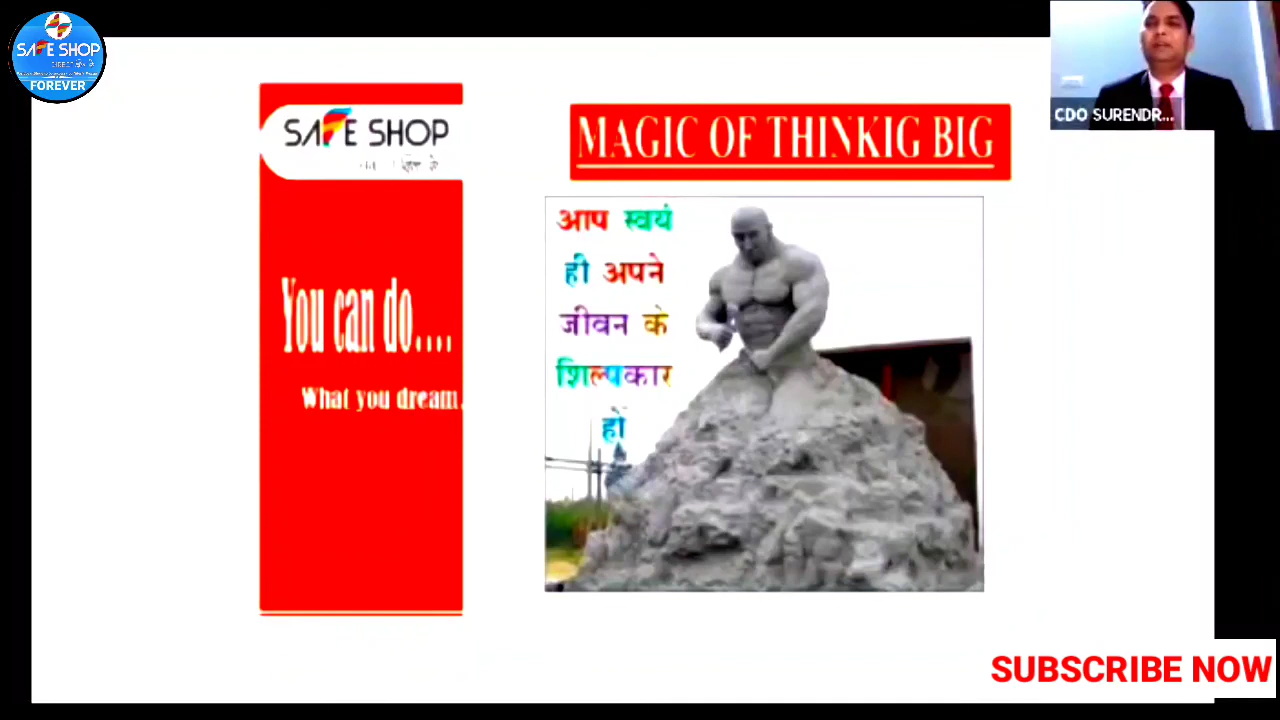 SAFE SHOP
FOREVER
SAFE SHOP
You can do....
What you dream.
MAGIC OF THINKIG BIG
आप स्वयं
ही अपने
जीवन के
शिल्पकार
हो
CDO SURENDR...
SUBSCRIBE NOW